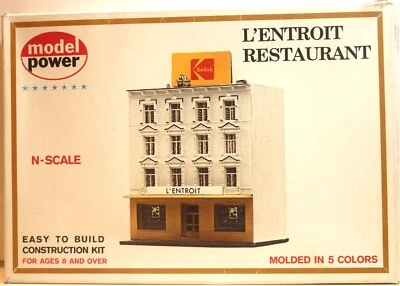 model
power
L'ENTROIT
RESTAURANT
Kodak
N-SCALE
L'ENTROIT
EASY TO BUILD
CONSTRUCTION KIT
FOR AGES 8 AND OVER
MOLDED IN 5 COLORS